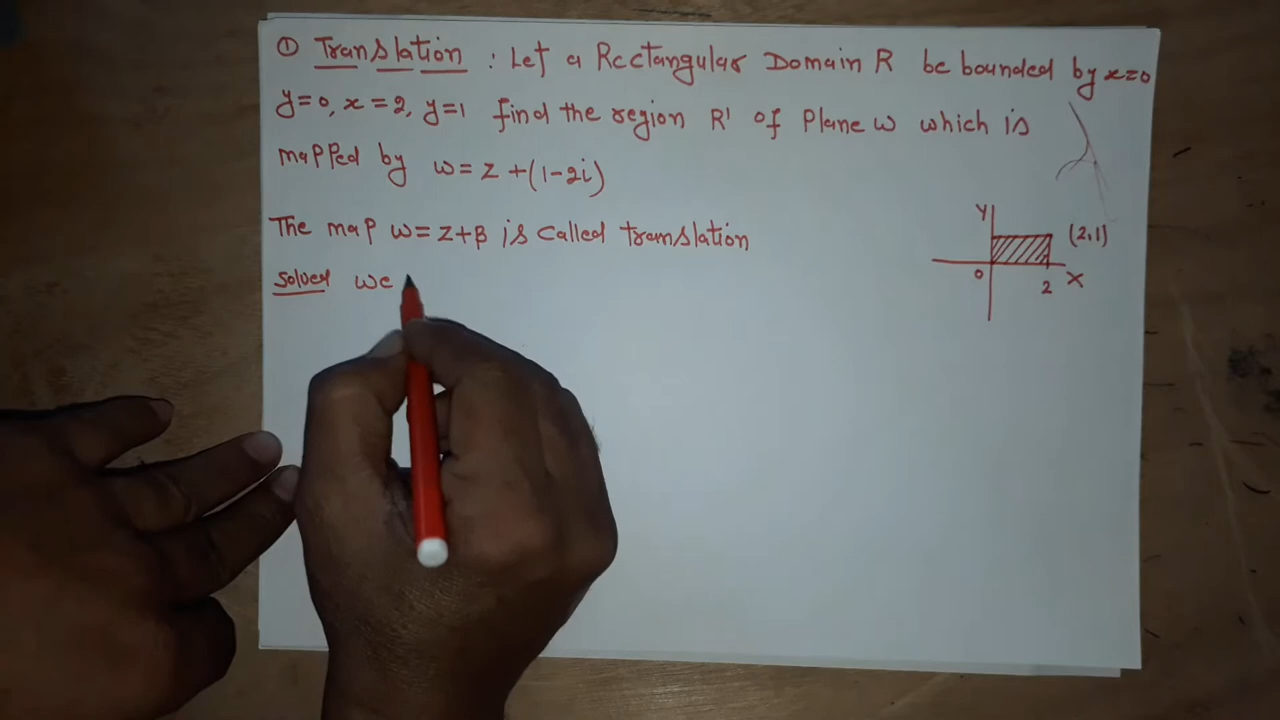 ① Translation : Let a Rectangular Domain R be bounded by x=0
y=0, x=2, y=1 find the region R' of Plane w which is
mapped by w=z+(1-2i)
The map w=z+β is called translation
Solved we
Y
(2,1)
0
2
X